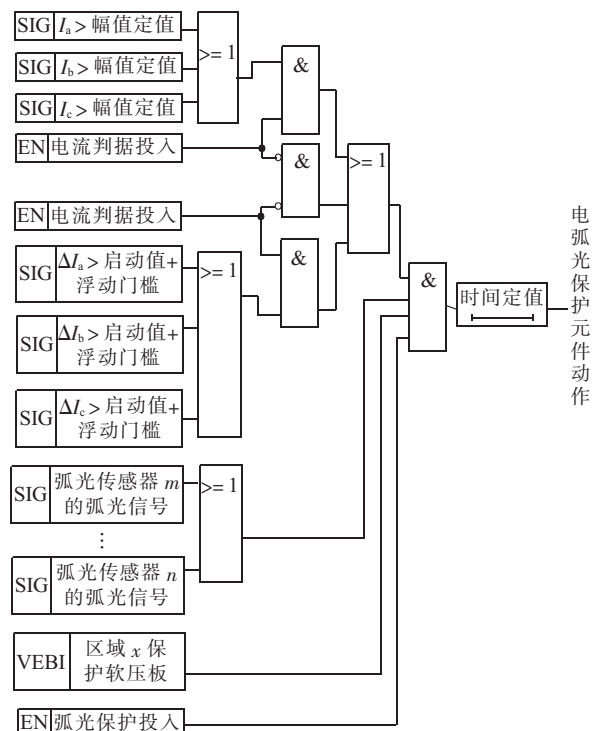 SIG Ia > 幅值定值
SIG Ib > 幅值定值
SIG Ic > 幅值定值
>= 1
&
EN 电流判据投入
&
>= 1
EN 电流判据投入
&
SIG ΔIa > 启动值+
浮动门槛
>= 1
SIG ΔIb > 启动值+
浮动门槛
SIG ΔIc > 启动值+
浮动门槛
&
时间定值
电弧光保护元件动作
SIG 弧光传感器 m
的弧光信号
>= 1
⋮
SIG 弧光传感器 n
的弧光信号
VEBI 区域 x 保
护软压板
EN 弧光保护投入